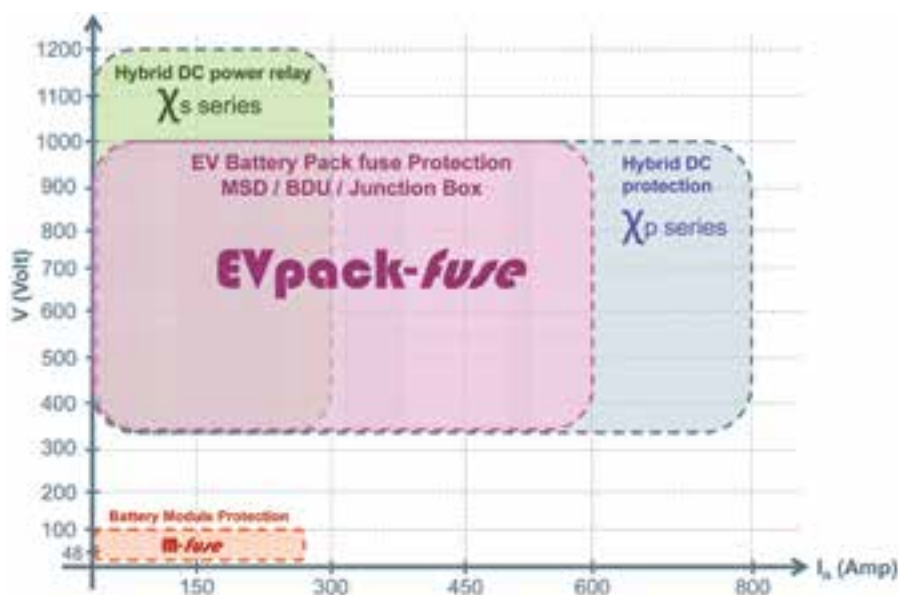 V (Volt)
1200
1100
1000
900
800
700
600
500
400
300
200
100
48
Hybrid DC power relay
χs series
EV Battery Pack fuse Protection
MSD / BDU / Junction Box
EVpack-fuse
Hybrid DC
protection
χp series
Battery Module Protection
m-fuse
150
300
450
600
800
Iₙ (Amp)